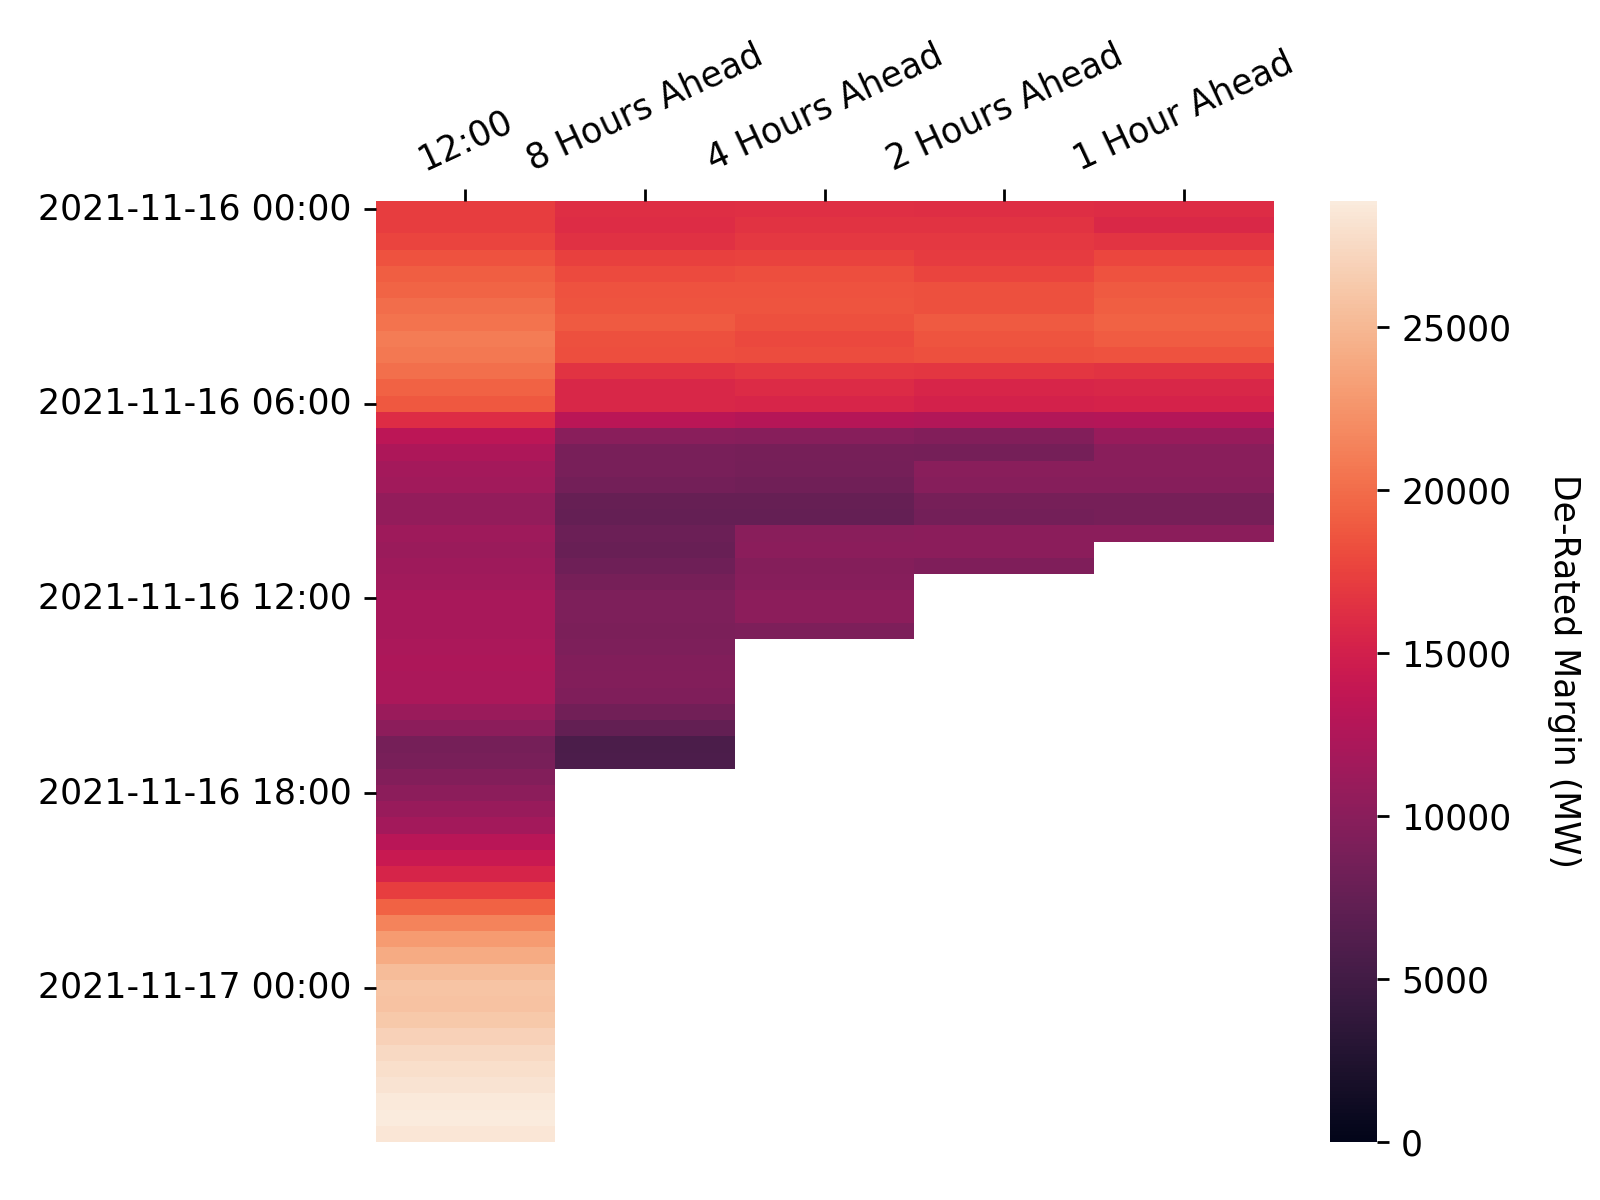 12:00
8 Hours Ahead
4 Hours Ahead
2 Hours Ahead
1 Hour Ahead
2021-11-16 00:00
2021-11-16 06:00
2021-11-16 12:00
2021-11-16 18:00
2021-11-17 00:00
25000
20000
15000
10000
5000
0
De-Rated Margin (MW)